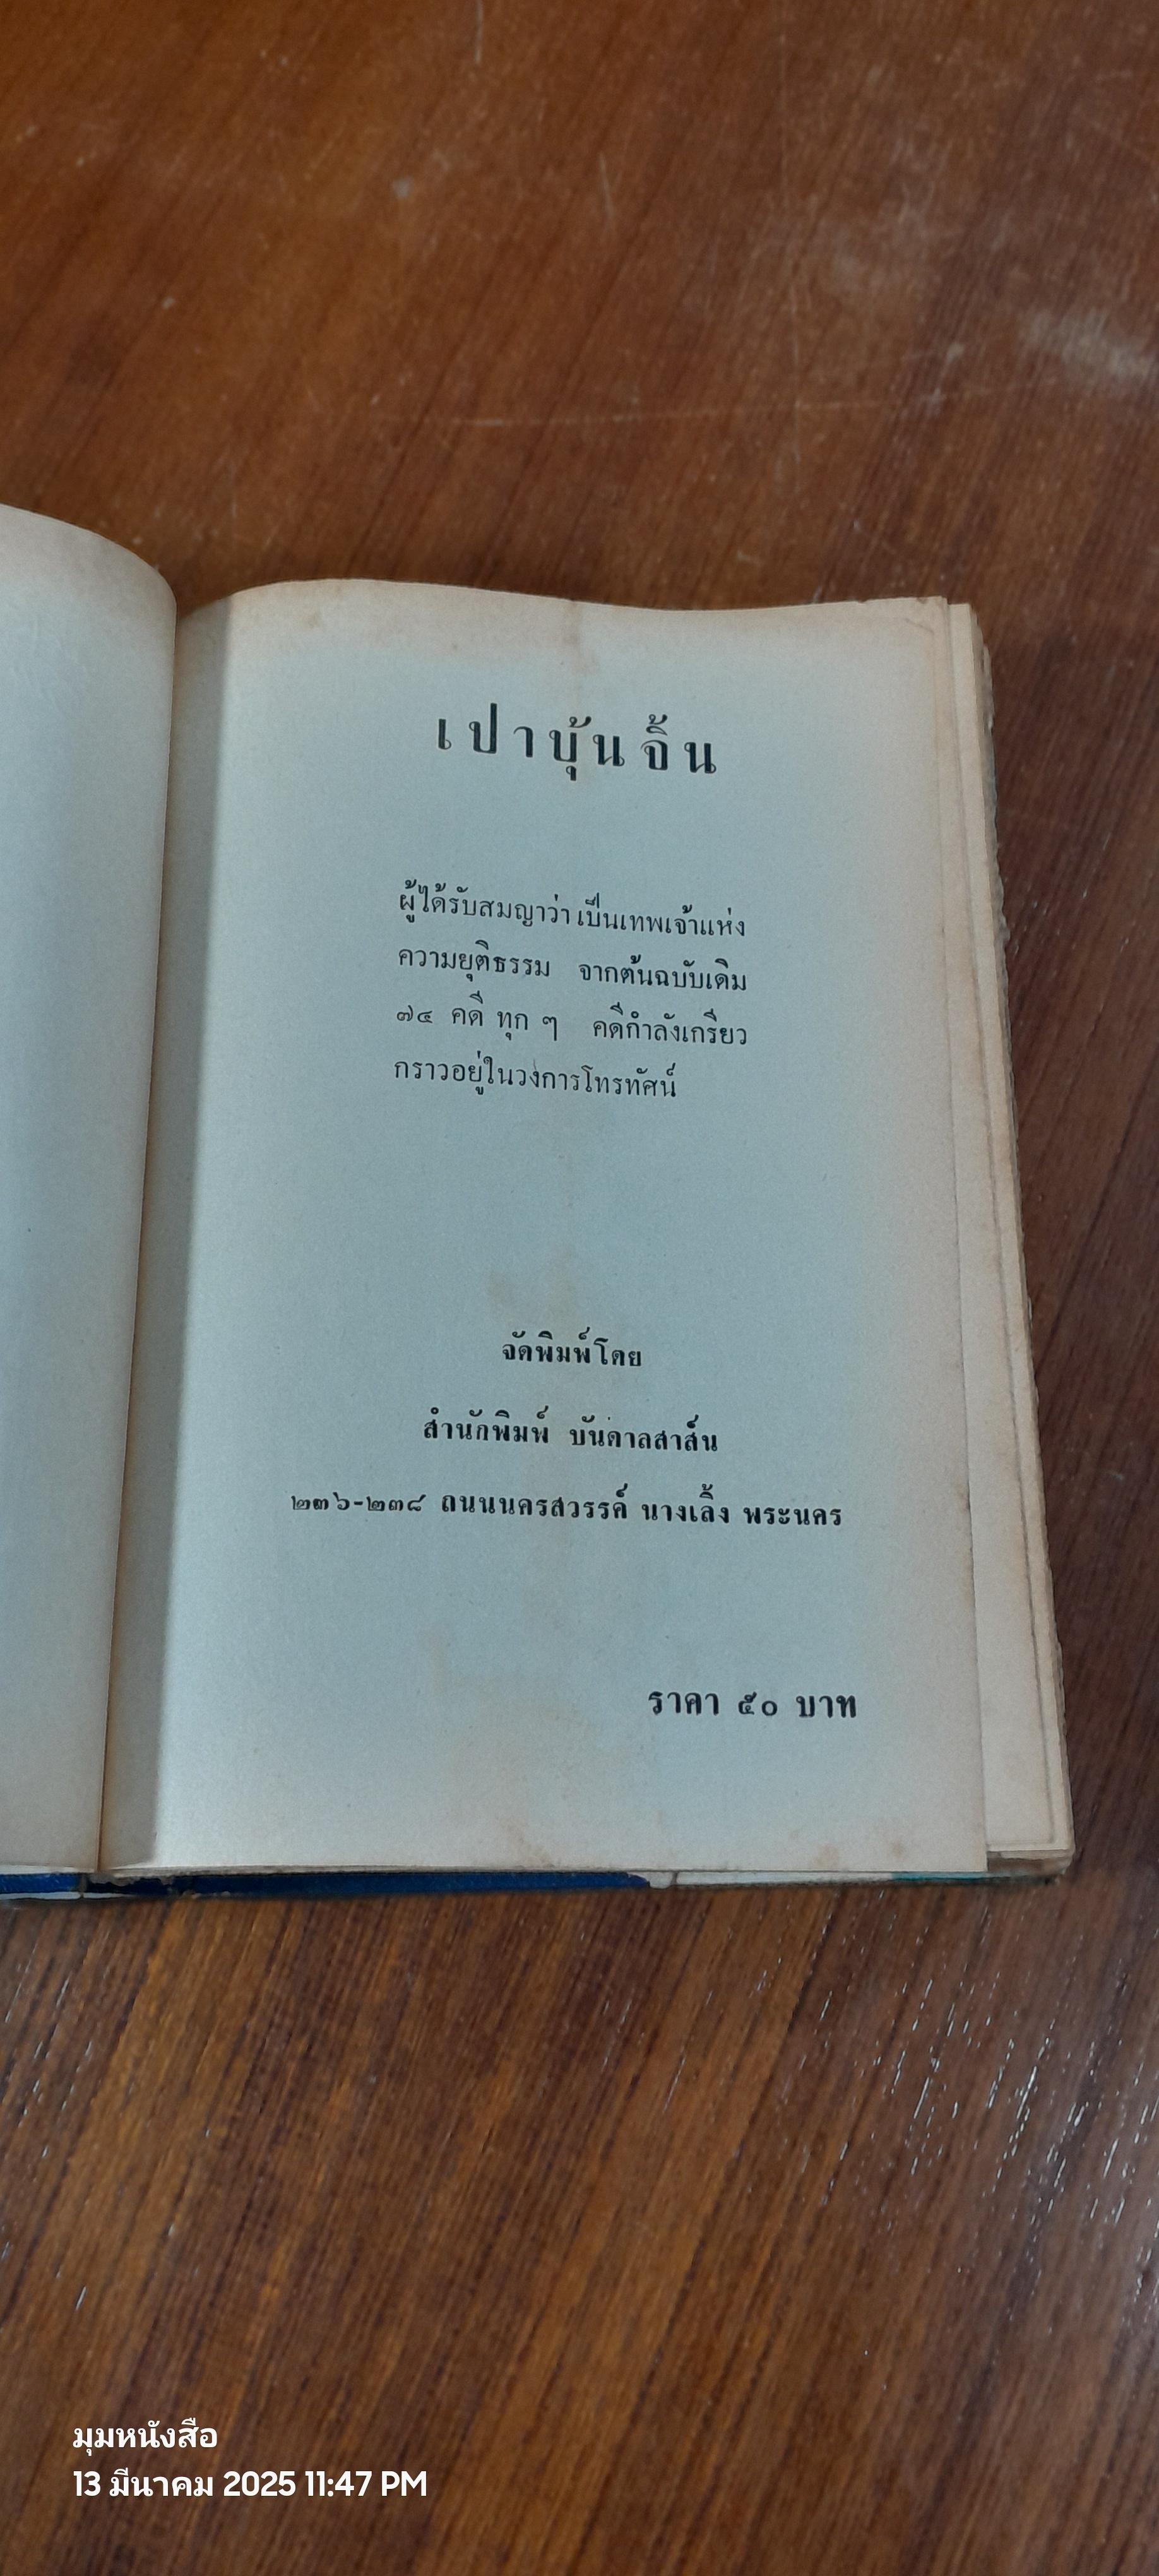 เปาบุ้นจิ้น
ผู้ได้รับสมญาว่า เป็นเทพเจ้าแห่ง
ความยุติธรรม จากต้นฉบับเดิม
๗๔ คดี ทุก ๆ คดีกำลังเกรียว
กราวอยู่ในวงการโทรทัศน์
จัดพิมพ์โดย
สำนักพิมพ์ บันดาลสาส์น
๒๓๖-๒๓๘ ถนนนครสวรรค์ นางเลิ้ง พระนคร
ราคา ๕๐ บาท
มุมหนังสือ
13 มีนาคม 2025 11:47 PM